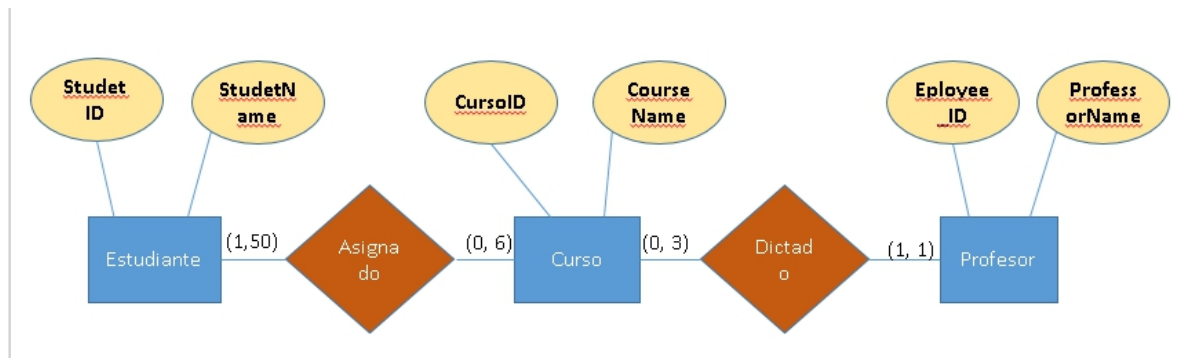 Studet
ID
StudetN
ame
CursoID
Course
Name
Eployee
_ID
Profess
orName
Estudiante
(1,50)
Asigna
do
(0, 6)
Curso
(0, 3)
Dictad
o
(1, 1)
Profesor